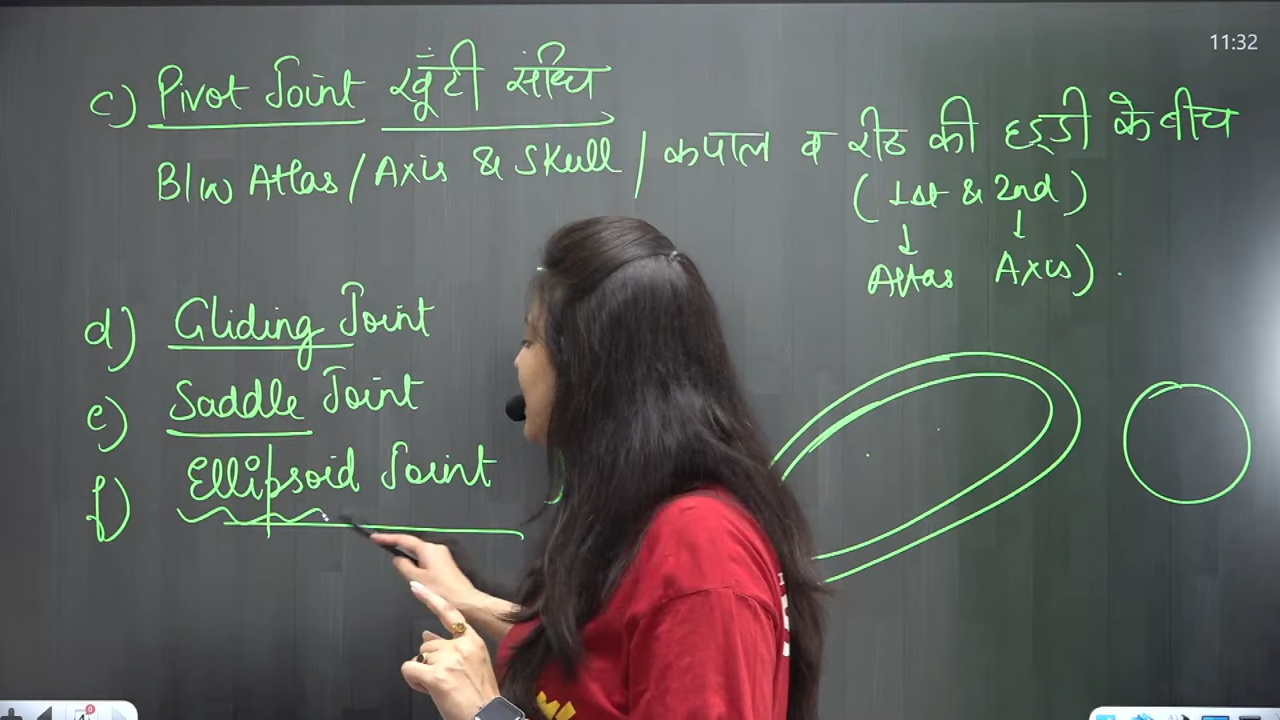 11:32
c) Pivot Joint खूँटी संधि
B/w Atlas / Axis & Skull / कपाल व रीढ की हड्डी के बीच
(1st & 2nd)
↓ ↓
Atlas Axis) .
d) Gliding Joint
e) Saddle Joint
f) Ellipsoid Joint